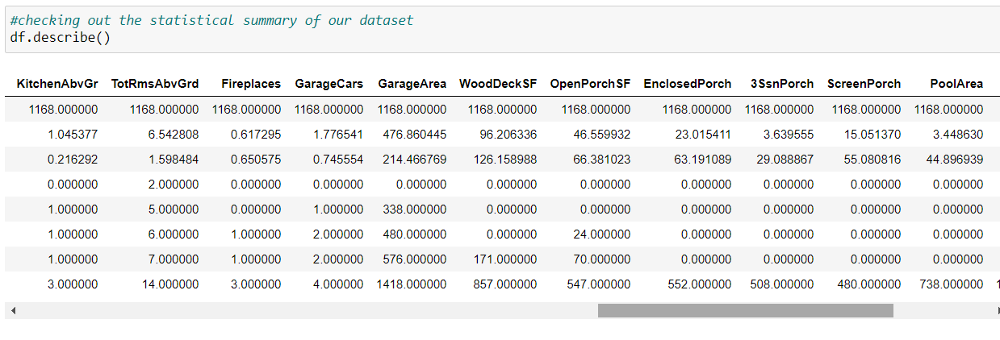 #checking out the statistical summary of our dataset
df.describe()
KitchenAbvGr TotRmsAbvGrd Fireplaces GarageCars GarageArea WoodDeckSF OpenPorchSF EnclosedPorch 3SsnPorch ScreenPorch PoolArea
1168.000000 1168.000000 1168.000000 1168.000000 1168.000000 1168.000000 1168.000000 1168.000000 1168.000000 1168.000000 1168.000000
1.045377 6.542808 0.617295 1.776541 476.860445 96.206336 46.559932 23.015411 3.639555 15.051370 3.448630
0.216292 1.598484 0.650575 0.745554 214.466769 126.158988 66.381023 63.191089 29.088867 55.080816 44.896939
0.000000 2.000000 0.000000 0.000000 0.000000 0.000000 0.000000 0.000000 0.000000 0.000000 0.000000
1.000000 5.000000 0.000000 1.000000 338.000000 0.000000 0.000000 0.000000 0.000000 0.000000 0.000000
1.000000 6.000000 1.000000 2.000000 480.000000 0.000000 24.000000 0.000000 0.000000 0.000000 0.000000
1.000000 7.000000 1.000000 2.000000 576.000000 171.000000 70.000000 0.000000 0.000000 0.000000 0.000000
3.000000 14.000000 3.000000 4.000000 1418.000000 857.000000 547.000000 552.000000 508.000000 480.000000 738.000000